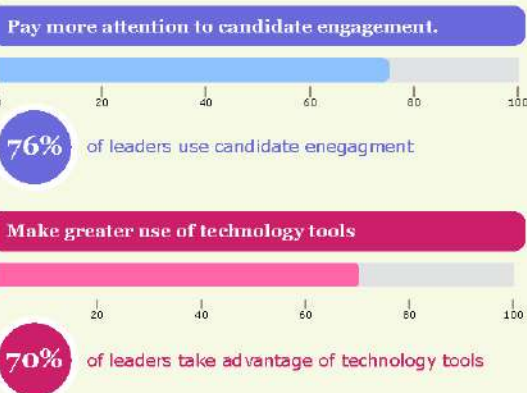 Pay more attention to candidate engagement.
20 40 60 80 100
76% of leaders use candidate enegagment
Make greater use of technology tools
20 40 60 80 100
70% of leaders take advantage of technology tools